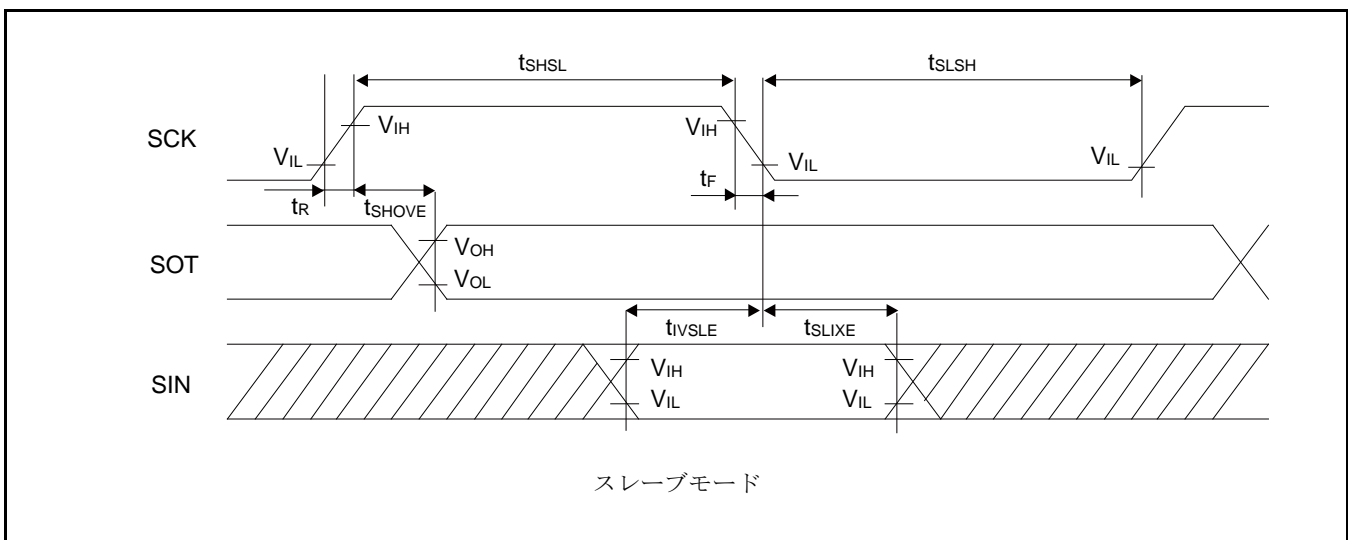 tSHSL
tSLSH
SCK
VIH
VIH
VIL
VIL
VIL
tR
tSHOVE
tF
SOT
VOH
VOL
tIVSLE
tSLIXE
SIN
VIH
VIH
VIL
VIL
スレーブモード